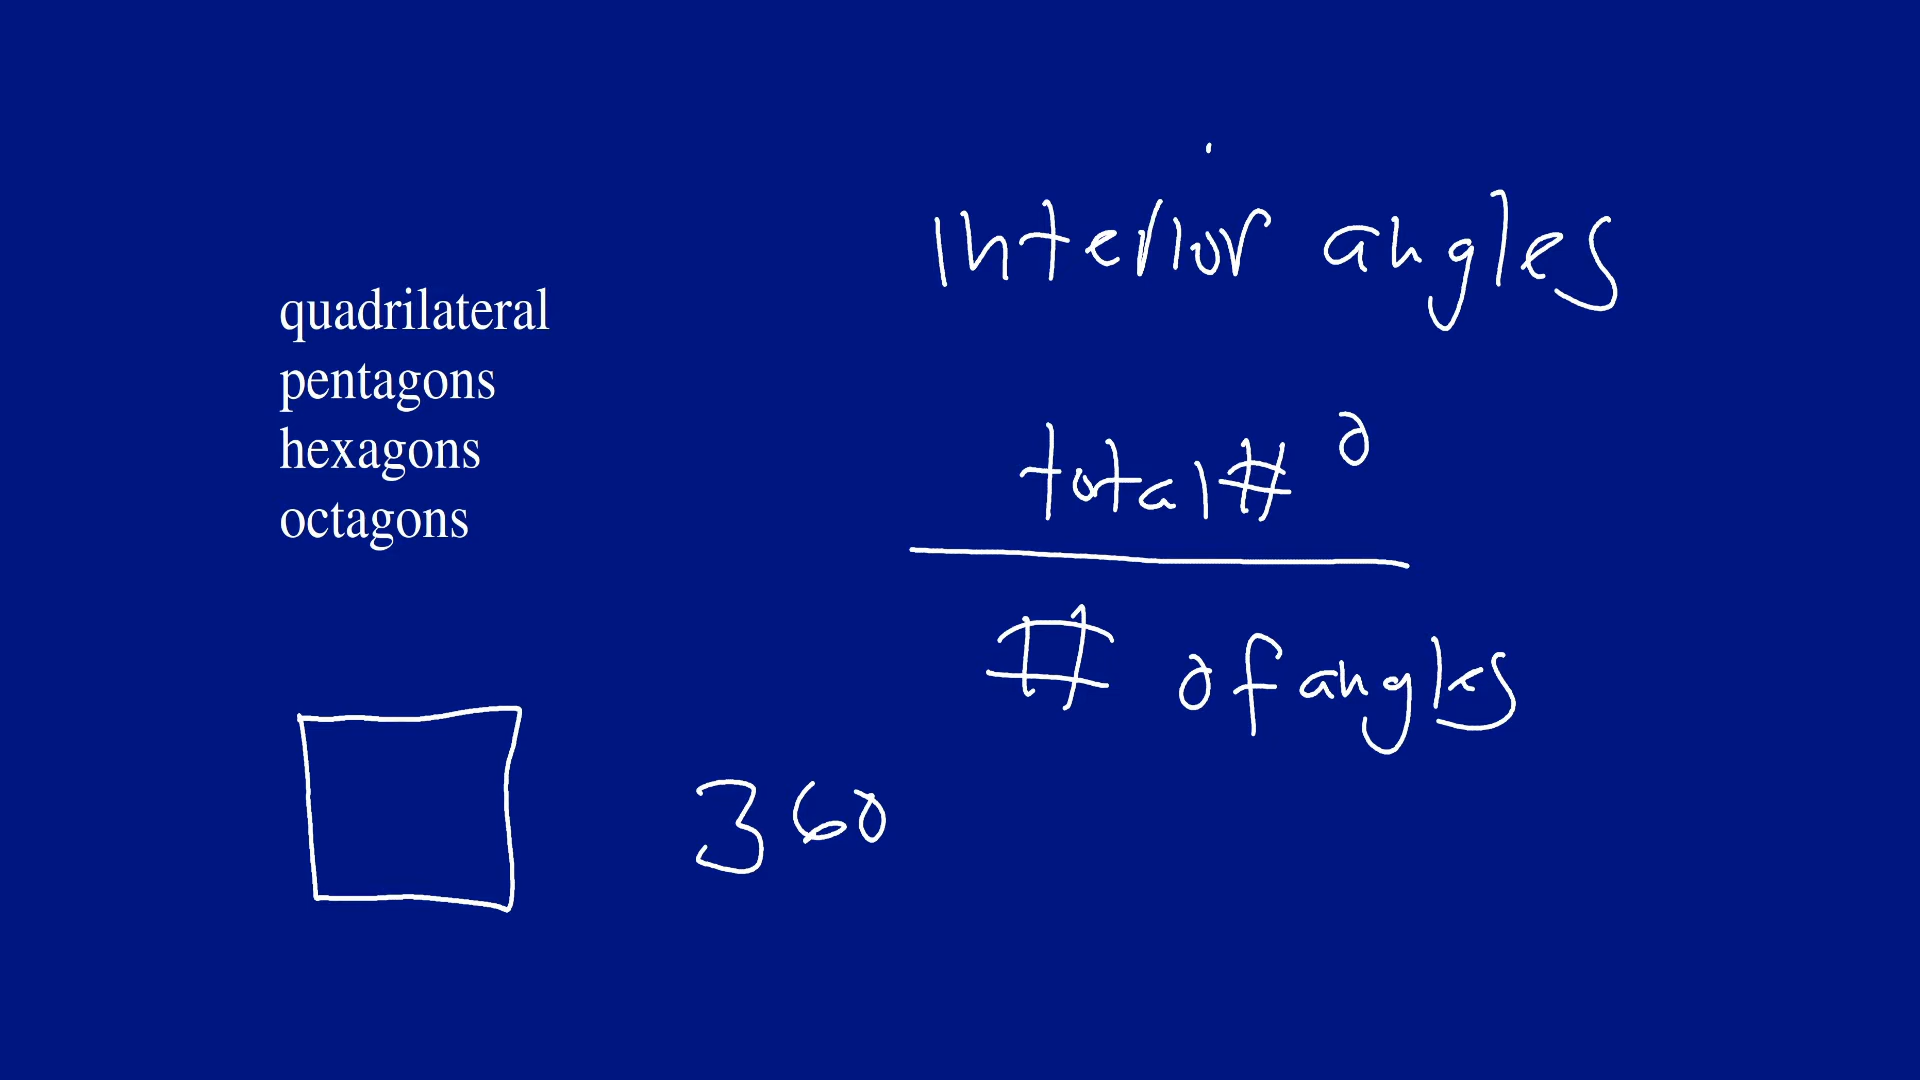 interior angles
quadrilateral
pentagons
hexagons
octagons
total# °
# of angles
360